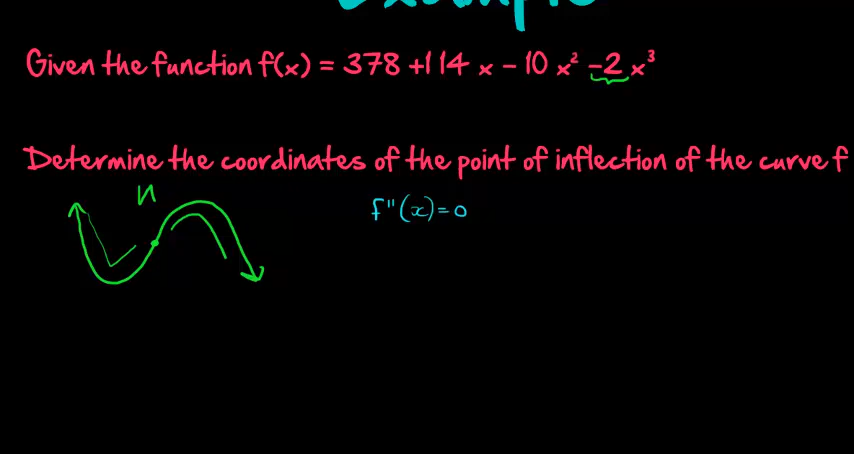 Example
Given the function f(x) = 378 +114 x - 10 x² -2 x³
Determine the coordinates of the point of inflection of the curve f
n
f"(x)=0